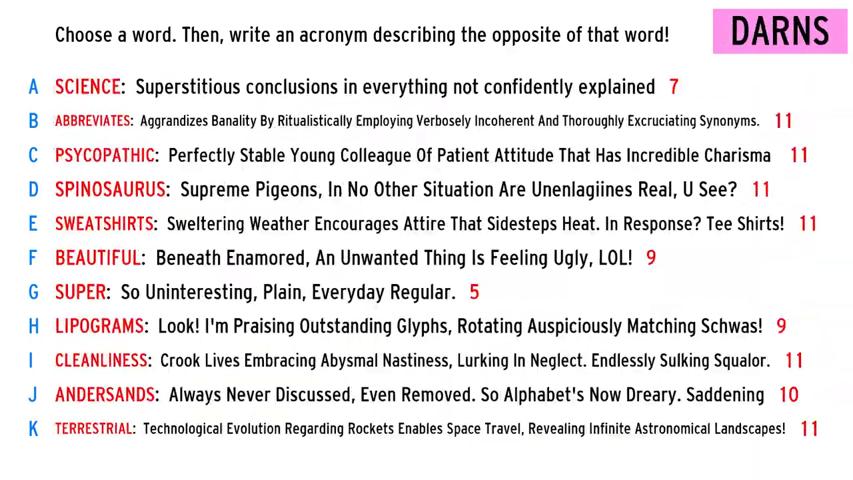 Choose a word. Then, write an acronym describing the opposite of that word!
DARNS
A SCIENCE: Superstitious conclusions in everything not confidently explained 7
B ABBREVIATES: Aggrandizes Banality By Ritualistically Employing Verbosely Incoherent And Thoroughly Excruciating Synonyms. 11
C PSYCOPATHIC: Perfectly Stable Young Colleague Of Patient Attitude That Has Incredible Charisma 11
D SPINOSAURUS: Supreme Pigeons, In No Other Situation Are Unenlagiines Real, U See? 11
E SWEATSHIRTS: Sweltering Weather Encourages Attire That Sidesteps Heat. In Response? Tee Shirts! 11
F BEAUTIFUL: Beneath Enamored, An Unwanted Thing Is Feeling Ugly, LOL! 9
G SUPER: So Uninteresting, Plain, Everyday Regular. 5
H LIPOGRAMS: Look! I'm Praising Outstanding Glyphs, Rotating Auspiciously Matching Schwas! 9
I CLEANLINESS: Crook Lives Embracing Abysmal Nastiness, Lurking In Neglect. Endlessly Sulking Squalor. 11
J ANDERSANDS: Always Never Discussed, Even Removed. So Alphabet's Now Dreary. Saddening 10
K TERRESTRIAL: Technological Evolution Regarding Rockets Enables Space Travel, Revealing Infinite Astronomical Landscapes! 11